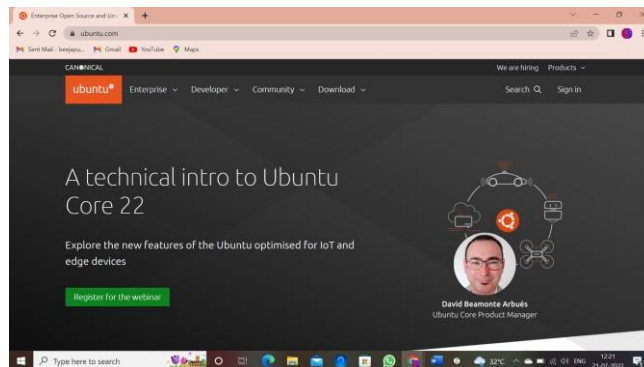 Enterprise Open Source and Linu
ubuntu.com
Sent Mail - beejapu... Gmail YouTube Maps
CANONICAL We are hiring Products
ubuntu Enterprise Developer Community Download Search Sign in
A technical intro to Ubuntu
Core 22
Explore the new features of the Ubuntu optimised for IoT and
edge devices
Register for the webinar
David Beamonte Arbués
Ubuntu Core Product Manager
Type here to search 32°C ENG 12:21
21-07-2022